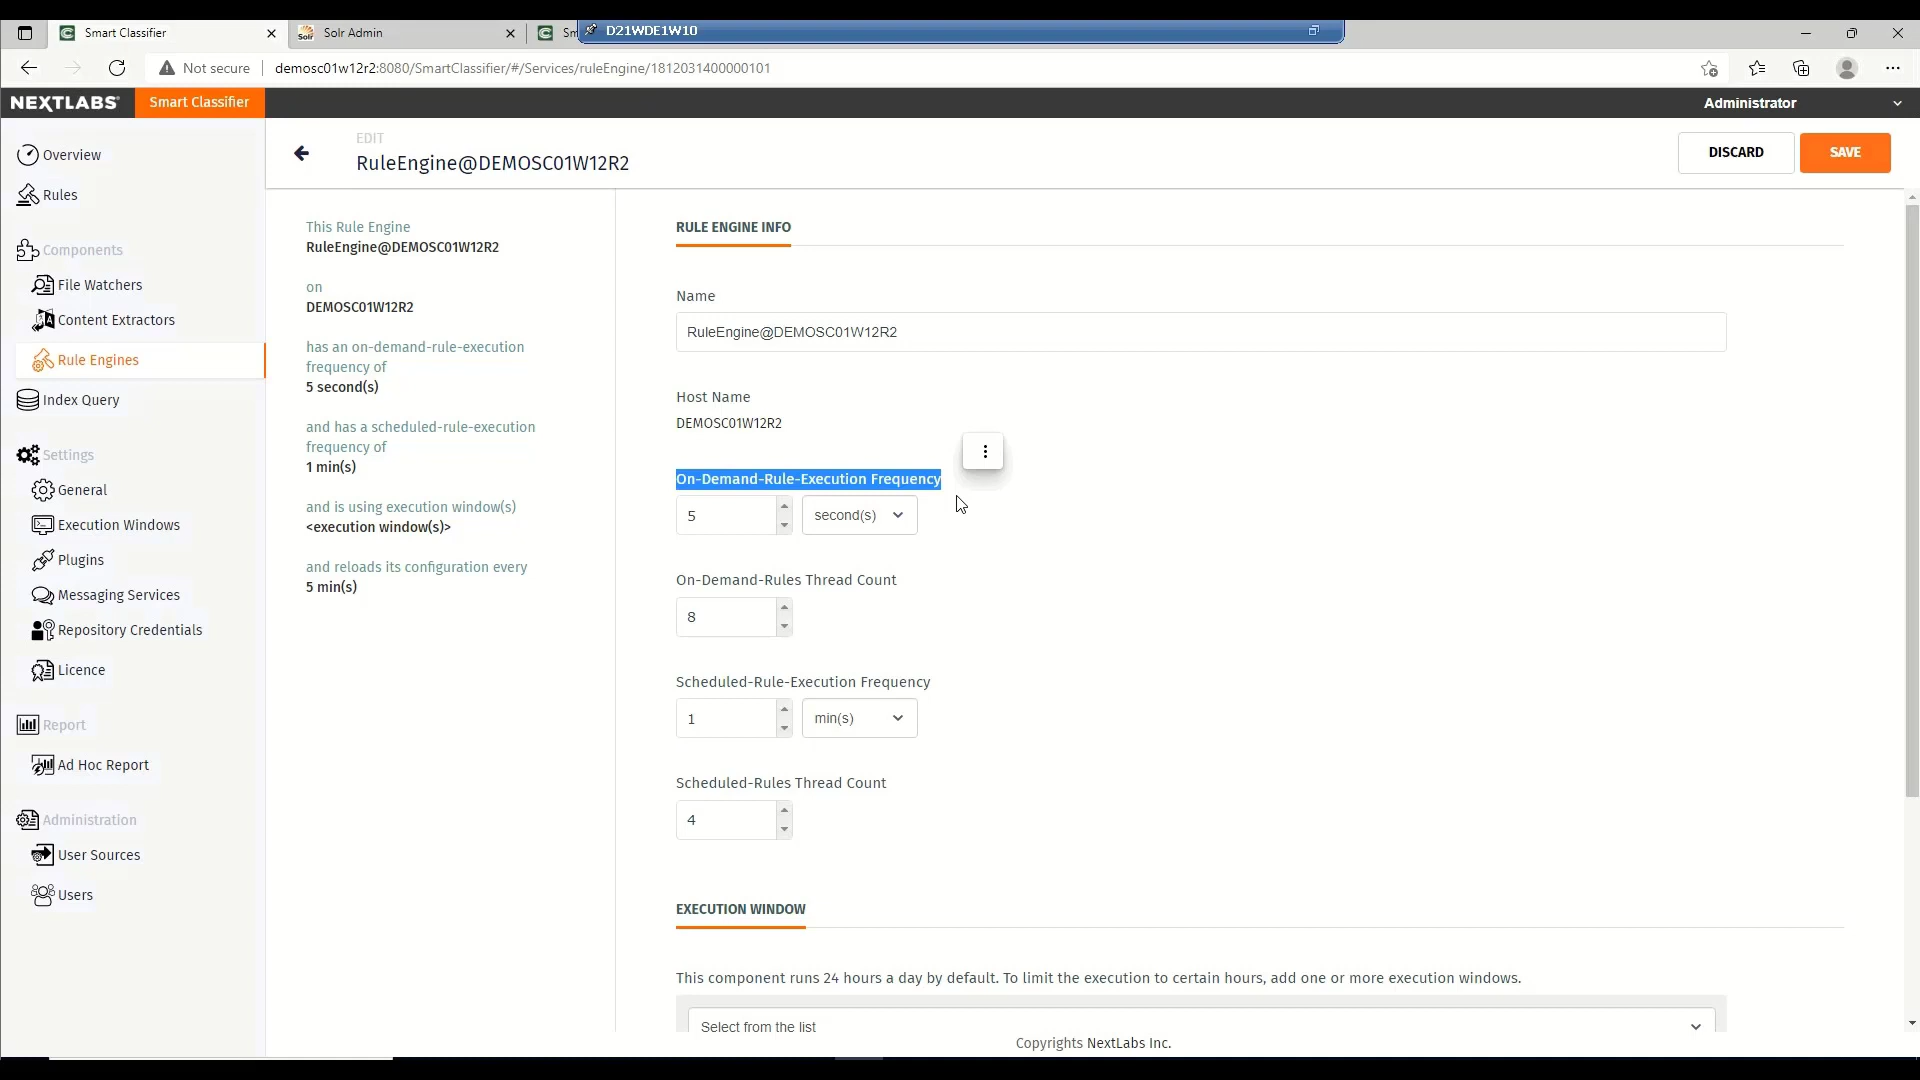 Smart Classifier
Solr Admin
Sm
D21WDE1W10
Not secure
demosc01w12r2:8080/SmartClassifier/#/Services/ruleEngine/1812031400000101
NEXTLABS
Smart Classifier
Administrator
Overview
Rules
Components
File Watchers
Content Extractors
Rule Engines
Index Query
Settings
General
Execution Windows
Plugins
Messaging Services
Repository Credentials
Licence
Report
Ad Hoc Report
Administration
User Sources
Users
EDIT
RuleEngine@DEMOSC01W12R2
DISCARD
SAVE
This Rule Engine
RuleEngine@DEMOSC01W12R2
on
DEMOSC01W12R2
has an on-demand-rule-execution
frequency of
5 second(s)
and has a scheduled-rule-execution
frequency of
1 min(s)
and is using execution window(s)
<execution window(s)>
and reloads its configuration every
5 min(s)
RULE ENGINE INFO
Name
RuleEngine@DEMOSC01W12R2
Host Name
DEMOSC01W12R2
On-Demand-Rule-Execution Frequency
5 second(s)
On-Demand-Rules Thread Count
8
Scheduled-Rule-Execution Frequency
1 min(s)
Scheduled-Rules Thread Count
4
EXECUTION WINDOW
This component runs 24 hours a day by default. To limit the execution to certain hours, add one or more execution windows.
Select from the list
Copyrights NextLabs Inc.